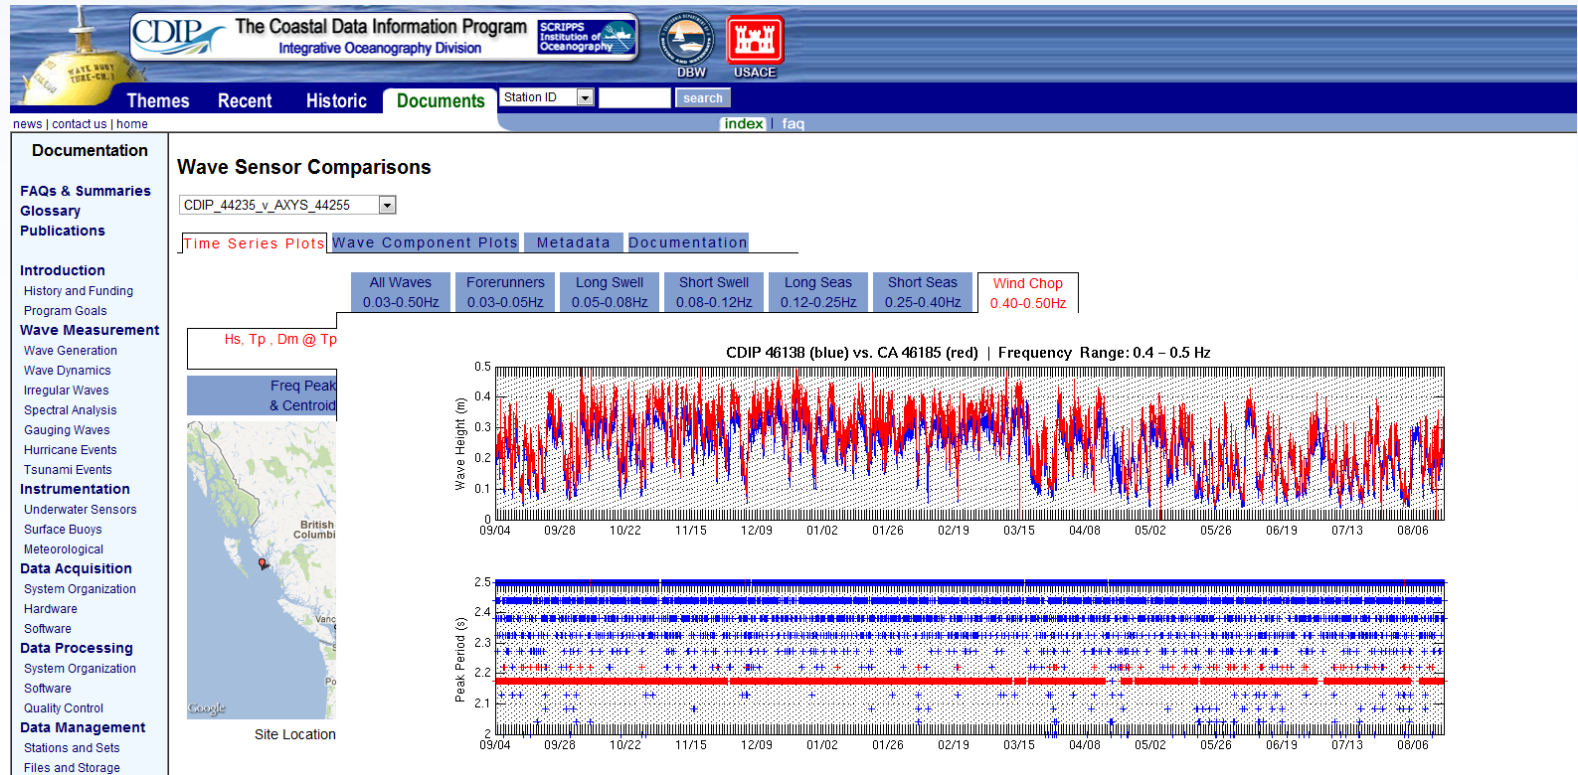 CDIP
The Coastal Data Information Program
Integrative Oceanography Division
SCRIPPS
Institution of
Oceanography
DBW
USACE
Themes Recent Historic Documents Station ID search
news | contact us | home
index | faq
Documentation
FAQs & Summaries
Glossary
Publications
Introduction
History and Funding
Program Goals
Wave Measurement
Wave Generation
Wave Dynamics
Irregular Waves
Spectral Analysis
Gauging Waves
Hurricane Events
Tsunami Events
Instrumentation
Underwater Sensors
Surface Buoys
Meteorological
Data Acquisition
System Organization
Hardware
Software
Data Processing
System Organization
Software
Quality Control
Data Management
Stations and Sets
Files and Storage
Wave Sensor Comparisons
CDIP_44235_v_AXYS_44255
Time Series Plots Wave Component Plots Metadata Documentation
All Waves Forerunners Long Swell Short Swell Long Seas Short Seas Wind Chop
0.03-0.50Hz 0.03-0.05Hz 0.05-0.08Hz 0.08-0.12Hz 0.12-0.25Hz 0.25-0.40Hz 0.40-0.50Hz
Hs, Tp , Dm @ Tp
Freq Peak
& Centroid
British
Columbi
Vanc
Po
Google
Site Location
CDIP 46138 (blue) vs. CA 46185 (red) | Frequency Range: 0.4 – 0.5 Hz
Wave Height (m)
0.5
0.4
0.3
0.2
0.1
0
09/04 09/28 10/22 11/15 12/09 01/02 01/26 02/19 03/15 04/08 05/02 05/26 06/19 07/13 08/06
Peak Period (s)
2.5
2.4
2.3
2.2
2.1
2
09/04 09/28 10/22 11/15 12/09 01/02 01/26 02/19 03/15 04/08 05/02 05/26 06/19 07/13 08/06